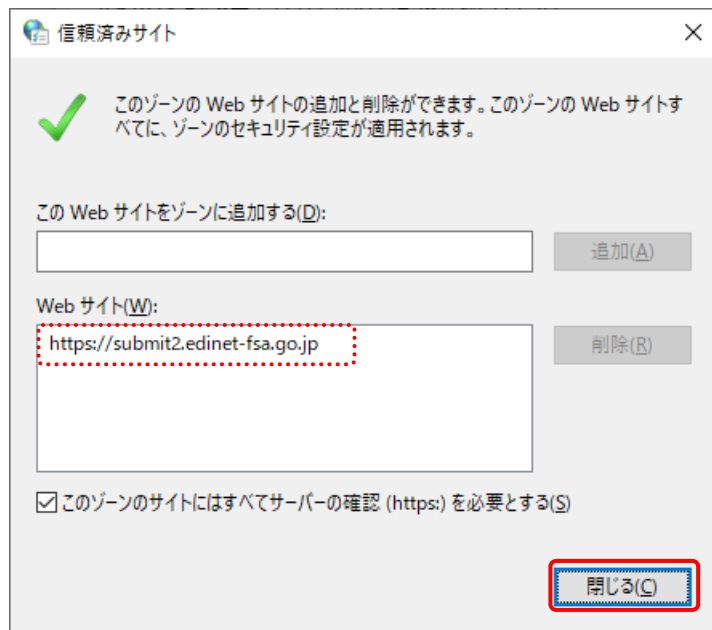 信頼済みサイト
このゾーンの Web サイトの追加と削除ができます。このゾーンの Web サイトす
べてに、ゾーンのセキュリティ設定が適用されます。
この Web サイトをゾーンに追加する(D):
追加(A)
Web サイト(W):
https://submit2.edinet-fsa.go.jp
削除(R)
このゾーンのサイトにはすべてサーバーの確認 (https:) を必要とする(S)
閉じる(C)